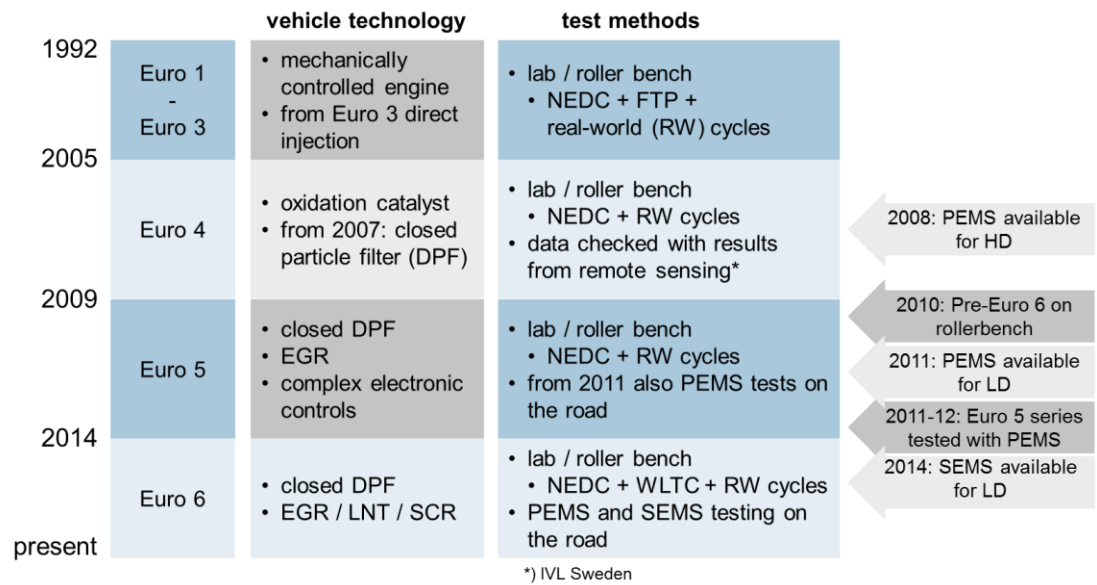 vehicle technology
test methods
1992
Euro 1
-
Euro 3
• mechanically
controlled engine
• from Euro 3 direct
injection
• lab / roller bench
• NEDC + FTP +
real-world (RW) cycles
2005
Euro 4
• oxidation catalyst
• from 2007: closed
particle filter (DPF)
• lab / roller bench
• NEDC + RW cycles
• data checked with results
from remote sensing*
2008: PEMS available
for HD
2009
Euro 5
• closed DPF
• EGR
• complex electronic
controls
• lab / roller bench
• NEDC + RW cycles
• from 2011 also PEMS tests on
the road
2010: Pre-Euro 6 on
rollerbench
2011: PEMS available
for LD
2011-12: Euro 5 series
tested with PEMS
2014
Euro 6
• closed DPF
• EGR / LNT / SCR
• lab / roller bench
• NEDC + WLTC + RW cycles
• PEMS and SEMS testing on
the road
2014: SEMS available
for LD
present
*) IVL Sweden